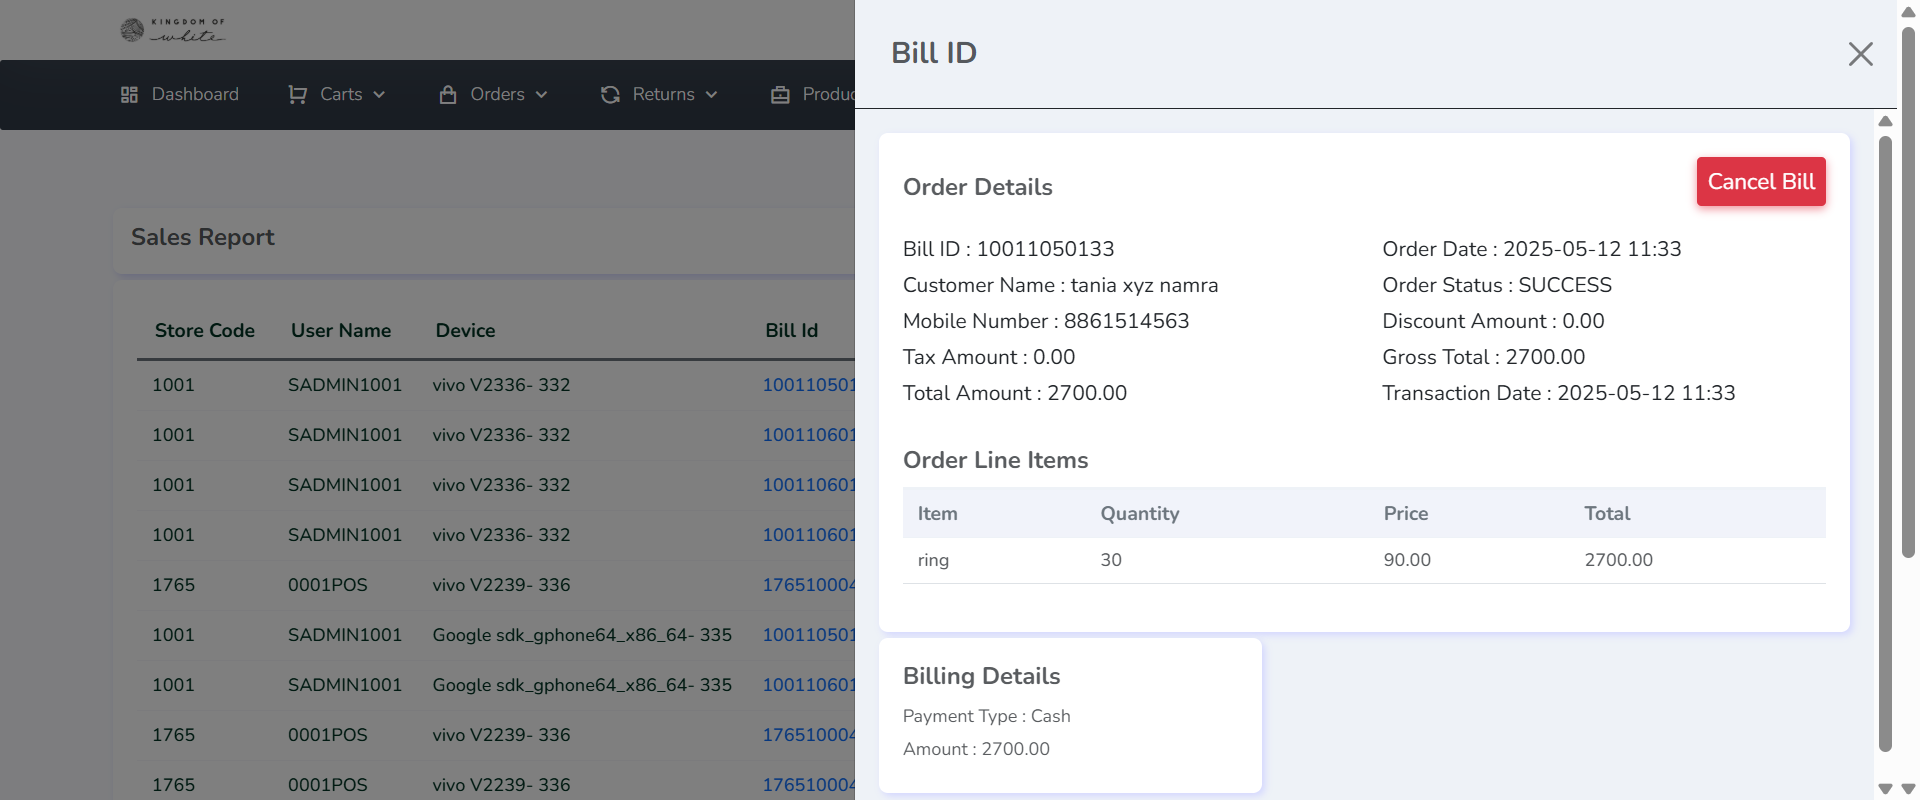 KINGDOM OF
white
Dashboard
Carts
Orders
Returns
Produc
Sales Report
Store Code User Name Device Bill Id
1001 SADMIN1001 vivo V2336- 332 100110501
1001 SADMIN1001 vivo V2336- 332 100110601
1001 SADMIN1001 vivo V2336- 332 100110601
1001 SADMIN1001 vivo V2336- 332 100110601
1765 0001POS vivo V2239- 336 176510004
1001 SADMIN1001 Google sdk_gphone64_x86_64- 335 100110501
1001 SADMIN1001 Google sdk_gphone64_x86_64- 335 100110601
1765 0001POS vivo V2239- 336 176510004
1765 0001POS vivo V2239- 336 176510004
Bill ID
Order Details
Cancel Bill
Bill ID : 10011050133
Order Date : 2025-05-12 11:33
Customer Name : tania xyz namra
Order Status : SUCCESS
Mobile Number : 8861514563
Discount Amount : 0.00
Tax Amount : 0.00
Gross Total : 2700.00
Total Amount : 2700.00
Transaction Date : 2025-05-12 11:33
Order Line Items
Item Quantity Price Total
ring 30 90.00 2700.00
Billing Details
Payment Type : Cash
Amount : 2700.00